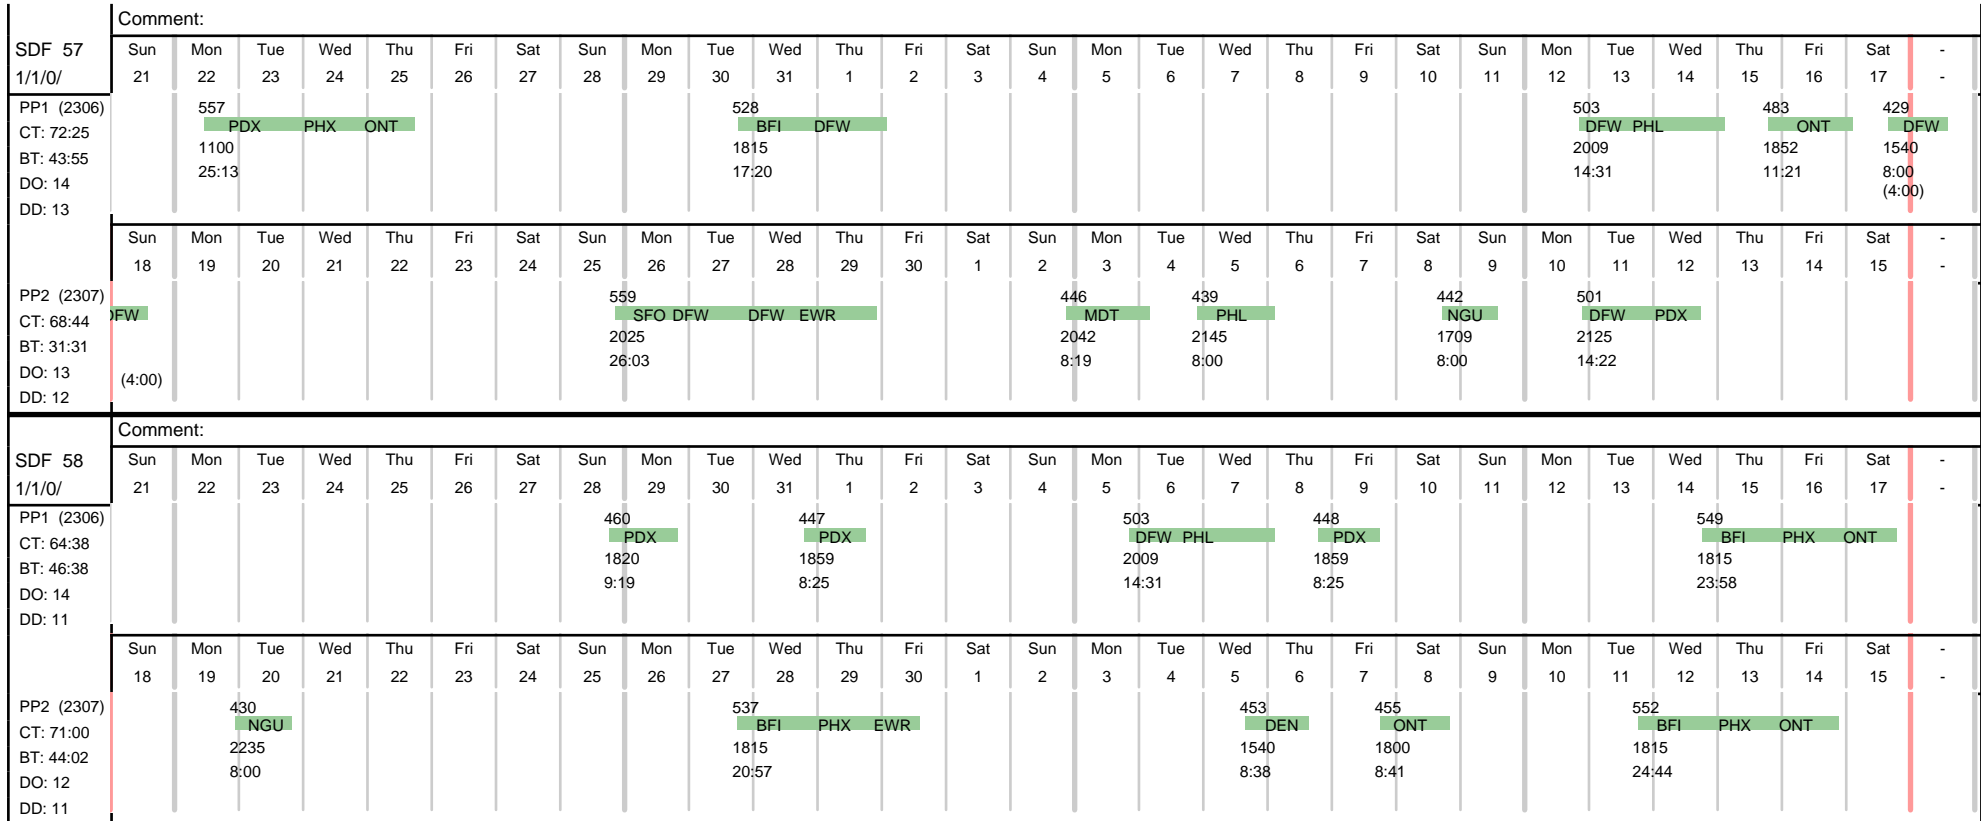 Comment:
SDF 57 Sun Mon Tue Wed Thu Fri Sat Sun Mon Tue Wed Thu Fri Sat Sun Mon Tue Wed Thu Fri Sat Sun Mon Tue Wed Thu Fri Sat -
1/1/0/ 21 22 23 24 25 26 27 28 29 30 31 1 2 3 4 5 6 7 8 9 10 11 12 13 14 15 16 17 -
PP1 (2306) 557 528 503 483 429
CT: 72:25 PDX PHX ONT BFI DFW DFW PHL ONT DFW
BT: 43:55 1100 1815 2009 1852 1540
DO: 14 25:13 17:20 14:31 11:21 8:00
(4:00)
DD: 13
Sun Mon Tue Wed Thu Fri Sat Sun Mon Tue Wed Thu Fri Sat Sun Mon Tue Wed Thu Fri Sat Sun Mon Tue Wed Thu Fri Sat -
18 19 20 21 22 23 24 25 26 27 28 29 30 1 2 3 4 5 6 7 8 9 10 11 12 13 14 15 -
PP2 (2307) 559 446 439 442 501
CT: 68:44 DFW SFO DFW DFW EWR MDT PHL NGU DFW PDX
BT: 31:31 2025 2042 2145 1709 2125
DO: 13 26:03 8:19 8:00 8:00 14:22
(4:00)
DD: 12
Comment:
SDF 58 Sun Mon Tue Wed Thu Fri Sat Sun Mon Tue Wed Thu Fri Sat Sun Mon Tue Wed Thu Fri Sat Sun Mon Tue Wed Thu Fri Sat -
1/1/0/ 21 22 23 24 25 26 27 28 29 30 31 1 2 3 4 5 6 7 8 9 10 11 12 13 14 15 16 17 -
PP1 (2306) 460 447 503 448 549
CT: 64:38 PDX PDX DFW PHL PDX BFI PHX ONT
BT: 46:38 1820 1859 2009 1859 1815
DO: 14 9:19 8:25 14:31 8:25 23:58
DD: 11
Sun Mon Tue Wed Thu Fri Sat Sun Mon Tue Wed Thu Fri Sat Sun Mon Tue Wed Thu Fri Sat Sun Mon Tue Wed Thu Fri Sat -
18 19 20 21 22 23 24 25 26 27 28 29 30 1 2 3 4 5 6 7 8 9 10 11 12 13 14 15 -
PP2 (2307) 430 537 453 455 552
CT: 71:00 NGU BFI PHX EWR DEN ONT BFI PHX ONT
BT: 44:02 2235 1815 1540 1800 1815
DO: 12 8:00 20:57 8:38 8:41 24:44
DD: 11